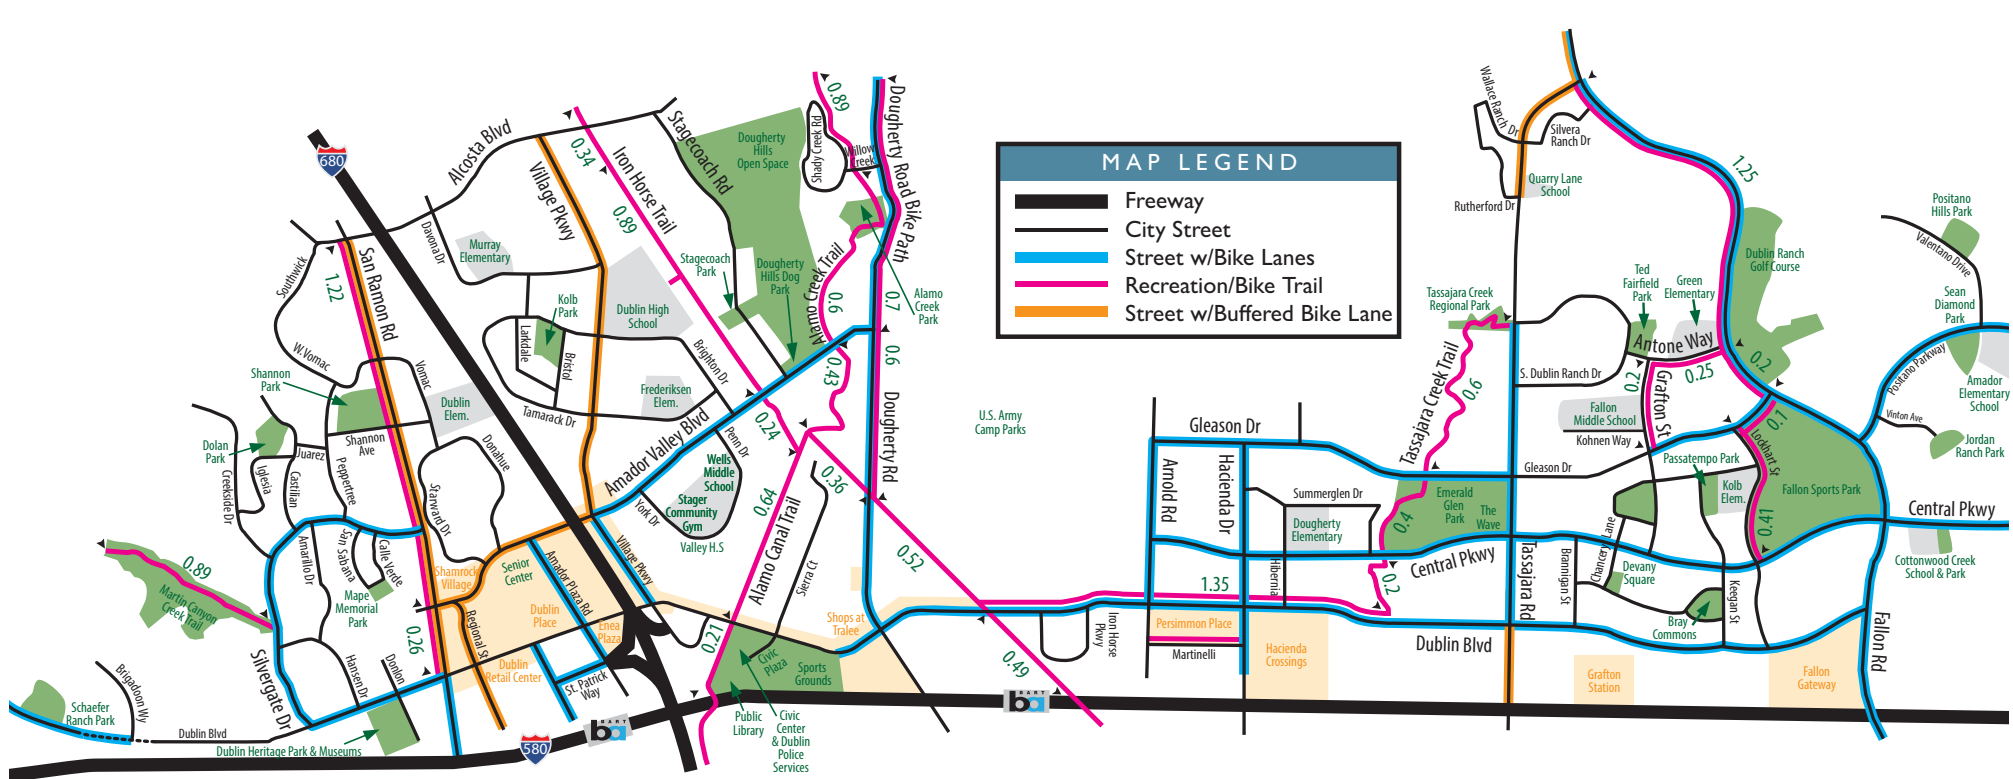 MAP LEGEND
Freeway
City Street
Street w/Bike Lanes
Recreation/Bike Trail
Street w/Buffered Bike Lane
680
Alcosta Blvd
Village Pkwy
0.34
Iron Horse Trail
0.89
Stagecoach Rd
Dougherty
Hills
Open Space
0.89
Shady Creek Rd
Willow
Creek
Dougherty Road Bike Path
Davona Dr
Murray
Elementary
Southwick
1.22
San Ramon Rd
Kolb
Park
Dublin High
School
Stagecoach
Park
Dougherty
Hills Dog
Park
Alamo Creek Trail
0.6
0.7
Alamo
Creek
Park
W.Vomac
Vomac
Larkdale
Bristol
Brighton Dr
0.43
0.6
Shannon
Park
Dublin
Elem.
Tamarack Dr
Frederiksen
Elem.
Amador Valley Blvd
0.24
Dougherty Rd
U.S. Army
Camp Parks
Dolan
Park
Shannon
Ave
Juarez
Iglesia
Castilian
Peppertree
Creekside Dr
Donahue
Starward Dr
Penn Dr
Wells
Middle
School
Stager
Community
Gym
Valley H.S
York Dr
0.64
0.36
Alamo Canal Trail
Sierra Ct
0.52
Amarillo Dr
San Sabana
Calle Verde
Mape
Memorial
Park
0.89
Martin Canyon
Creek Trail
Shamrock
Village
Senior
Center
Amador Plaza Rd
Village Pkwy
Dublin
Place
Enea
Plaza
Regional St
0.26
0.21
Dublin
Retail Center
St. Patrick
Way
Civic
Plaza
Sports
Grounds
Shops at
Tralee
Silvergate Dr
Hansen Dr
Donlon
Brigadoon Wy
Schaefer
Ranch Park
Dublin Blvd
Dublin Heritage Park & Museums
580
BART
ba
Public
Library
Civic
Center
& Dublin
Police
Services
0.49
BART
ba
Gleason Dr
Arnold Rd
Hacienda Dr
Summerglen Dr
Dougherty
Elementary
Hibernia
1.35
Persimmon Place
Martinelli
Iron Horse
Pkwy
Hacienda
Crossings
Dublin Blvd
Central Pkwy
0.4
0.2
Emerald
Glen
Park
The
Wave
Tassajara Creek Trail
0.6
Tassajara Creek
Regional Park
Tassajara Rd
Wallace Ranch Dr
Silvera
Ranch Dr
Quarry Lane
School
Rutherford Dr
1.25
Ted
Fairfield
Park
Green
Elementary
Antone Way
0.2
0.25
0.2
S. Dublin Ranch Dr
Grafton St
Fallon
Middle School
Kohnen Way
Gleason Dr
Dublin Ranch
Golf Course
Positano
Hills Park
Valentano Drive
Sean
Diamond
Park
Positano Parkway
Amador
Elementary
School
Vinton Ave
Jordan
Ranch Park
0.1
Lockhart St
Passatempo Park
Kolb
Elem.
Fallon Sports Park
0.41
Central Pkwy
Cottonwood Creek
School & Park
Brannigan St
Chancery Lane
Devany
Square
Bray
Commons
Keegan St
Fallon Rd
Grafton
Station
Fallon
Gateway